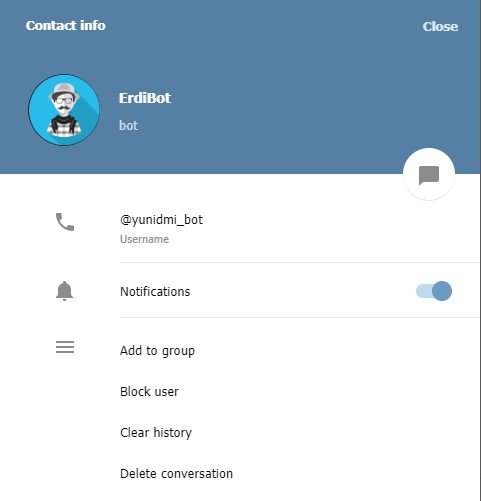 Contact info
Close
ErdiBot
bot
@yunidmi_bot
Username
Notifications
Add to group
Block user
Clear history
Delete conversation